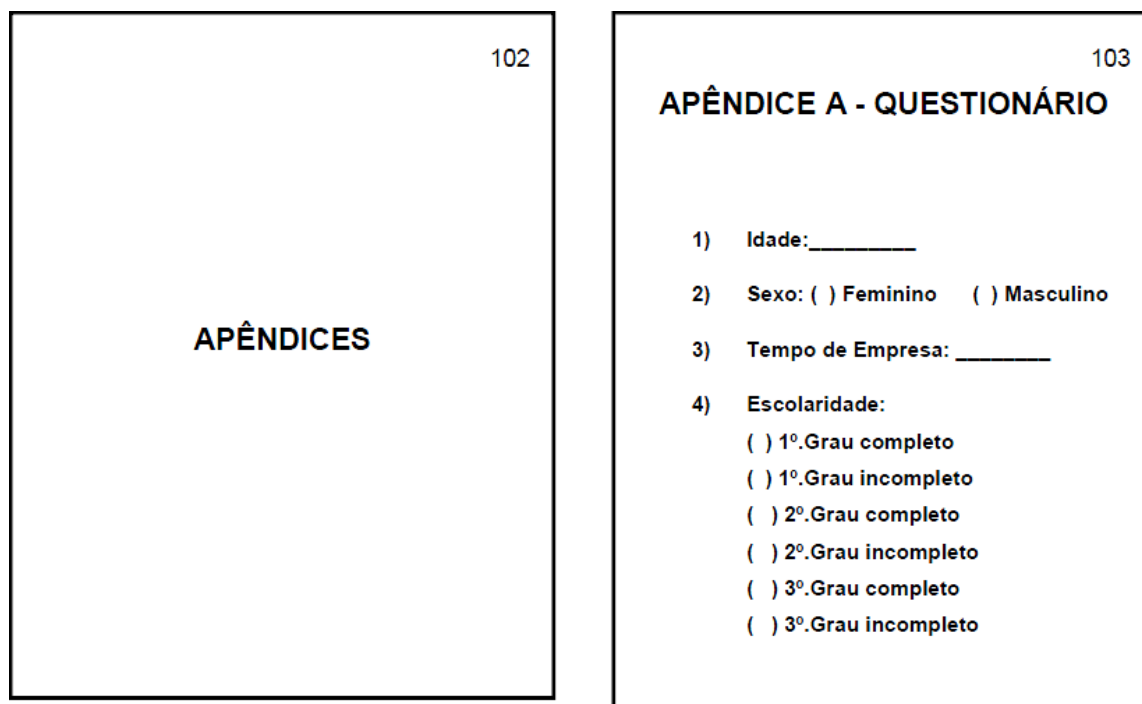 102
APÊNDICES
103
APÊNDICE A - QUESTIONÁRIO
1) Idade:_________
2) Sexo: ( ) Feminino ( ) Masculino
3) Tempo de Empresa: ________
4) Escolaridade:
( ) 1º.Grau completo
( ) 1º.Grau incompleto
( ) 2º.Grau completo
( ) 2º.Grau incompleto
( ) 3º.Grau completo
( ) 3º.Grau incompleto